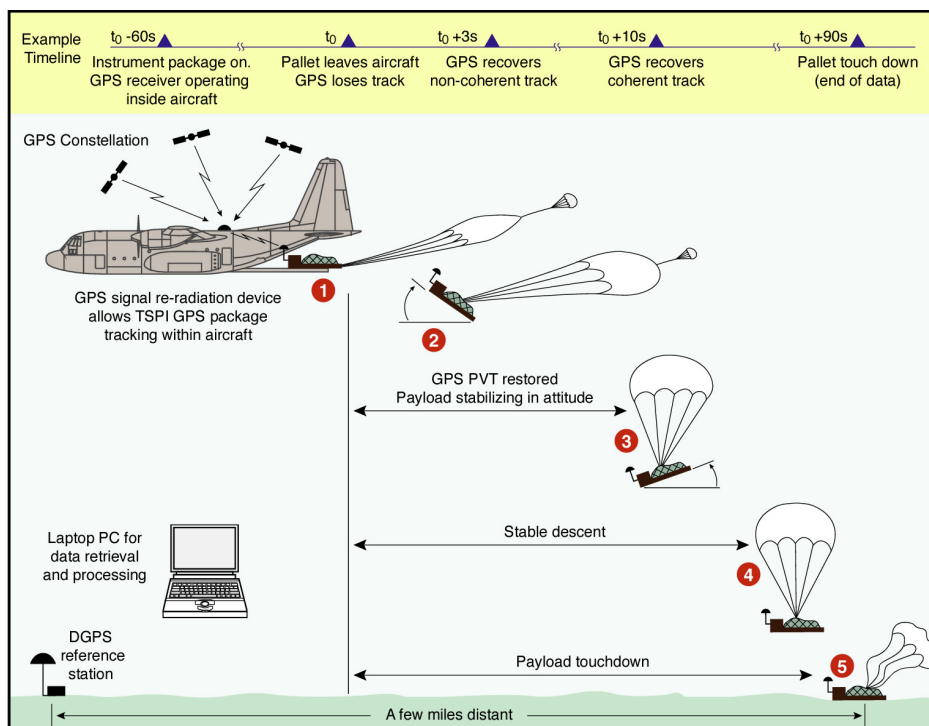 Example
Timeline
t0 -60s
Instrument package on.
GPS receiver operating
inside aircraft
t0
Pallet leaves aircraft
GPS loses track
t0 +3s
GPS recovers
non-coherent track
t0 +10s
GPS recovers
coherent track
t0 +90s
Pallet touch down
(end of data)
GPS Constellation
1
GPS signal re-radiation device
allows TSPI GPS package
tracking within aircraft
2
GPS PVT restored
Payload stabilizing in attitude
3
Laptop PC for
data retrieval
and processing
Stable descent
4
DGPS
reference
station
Payload touchdown
5
A few miles distant